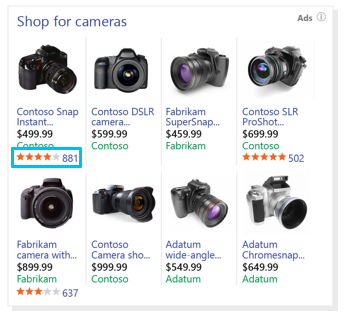 Shop for cameras
Ads
Contoso Snap Instant...
$499.99
Contoso
881
Contoso DSLR camera...
$599.99
Contoso
Fabrikam SuperSnap...
$459.99
Fabrikam
Contoso SLR ProShot...
$699.99
Contoso
502
Fabrikam camera with...
$899.99
Fabrikam
637
Contoso Camera sho...
$999.99
Contoso
Adatum wide-angle...
$549.99
Adatum
Adatum Chromesnap...
$649.99
Adatum